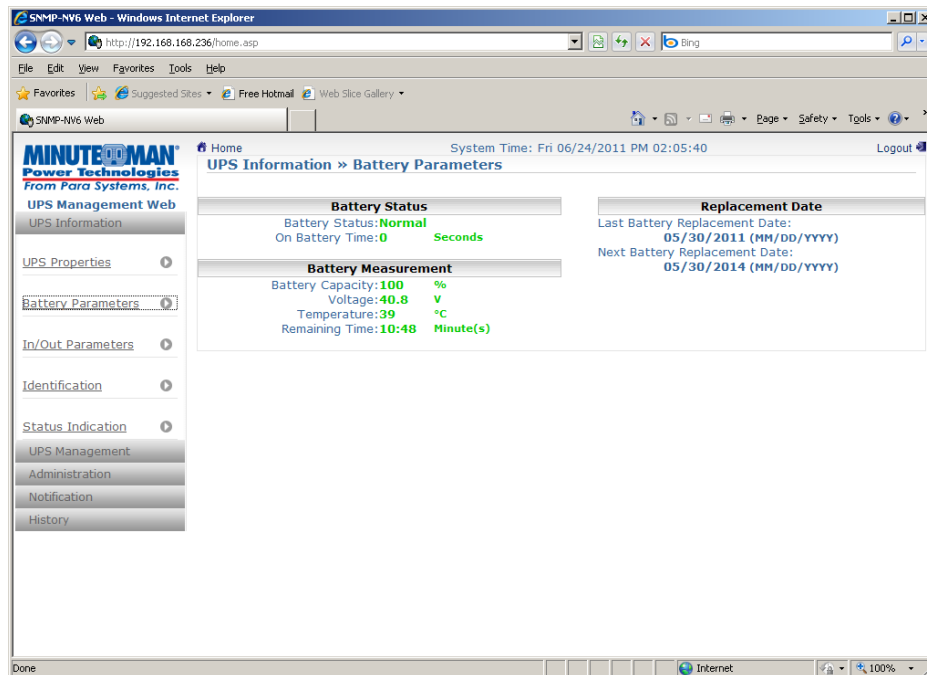 SNMP-NV6 Web - Windows Internet Explorer
http://192.168.168.236/home.asp
Bing
File Edit View Favorites Tools Help
Favorites Suggested Sites Free Hotmail Web Slice Gallery
SNMP-NV6 Web
Page Safety Tools
MINUTEMAN®
Power Technologies
From Para Systems, Inc.
UPS Management Web
UPS Information
UPS Properties
Battery Parameters
In/Out Parameters
Identification
Status Indication
UPS Management
Administration
Notification
History
Home System Time: Fri 06/24/2011 PM 02:05:40 Logout
UPS Information » Battery Parameters
Battery Status
Battery Status:Normal
On Battery Time:0 Seconds
Battery Measurement
Battery Capacity:100 %
Voltage:40.8 V
Temperature:39 °C
Remaining Time:10:48 Minute(s)
Replacement Date
Last Battery Replacement Date:
05/30/2011 (MM/DD/YYYY)
Next Battery Replacement Date:
05/30/2014 (MM/DD/YYYY)
Done Internet 100%